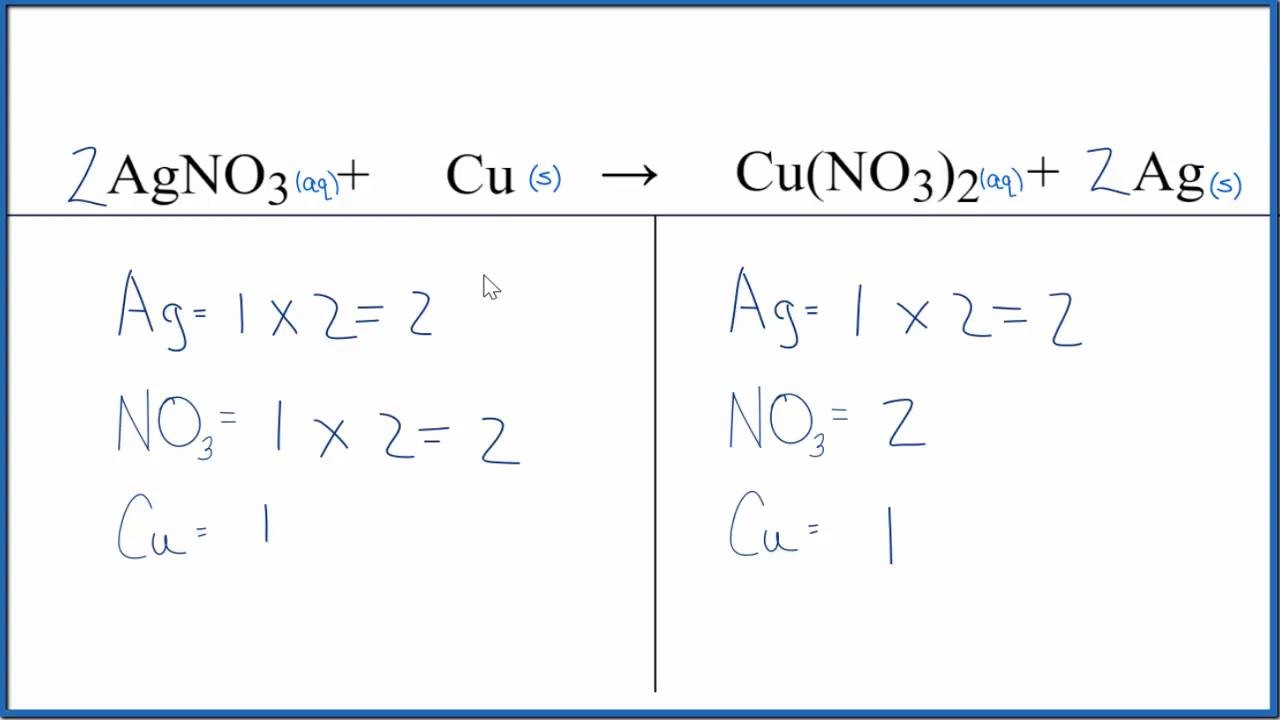 2AgNO3(aq)+ Cu (s) → Cu(NO3)2(aq)+ 2Ag(s)
Ag= 1 x 2= 2
NO3= 1 x 2= 2
Cu= 1
Ag= 1 x 2= 2
NO3= 2
Cu= 1